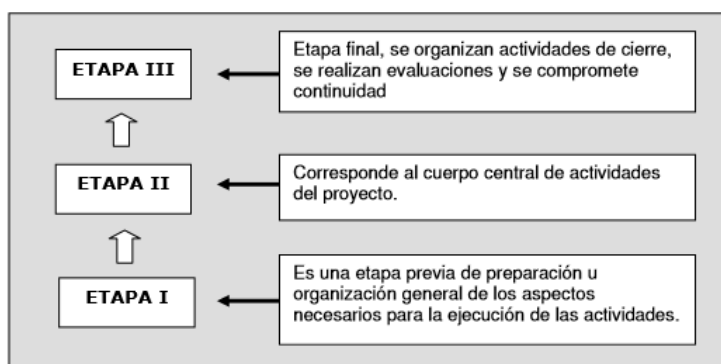 ETAPA III
Etapa final, se organizan actividades de cierre,
se realizan evaluaciones y se compromete
continuidad
ETAPA II
Corresponde al cuerpo central de actividades
del proyecto.
ETAPA I
Es una etapa previa de preparación u
organización general de los aspectos
necesarios para la ejecución de las actividades.